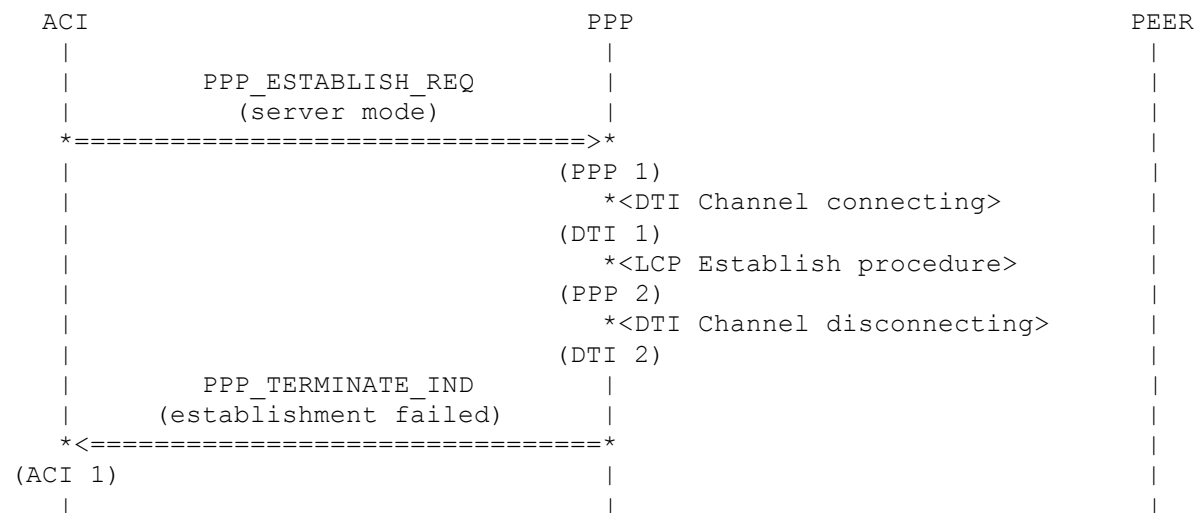 ACI PPP PEER
PPP_ESTABLISH_REQ
(server mode)
(PPP 1)
*<DTI Channel connecting>
(DTI 1)
*<LCP Establish procedure>
(PPP 2)
*<DTI Channel disconnecting>
(DTI 2)
PPP_TERMINATE_IND
(establishment failed)
(ACI 1)